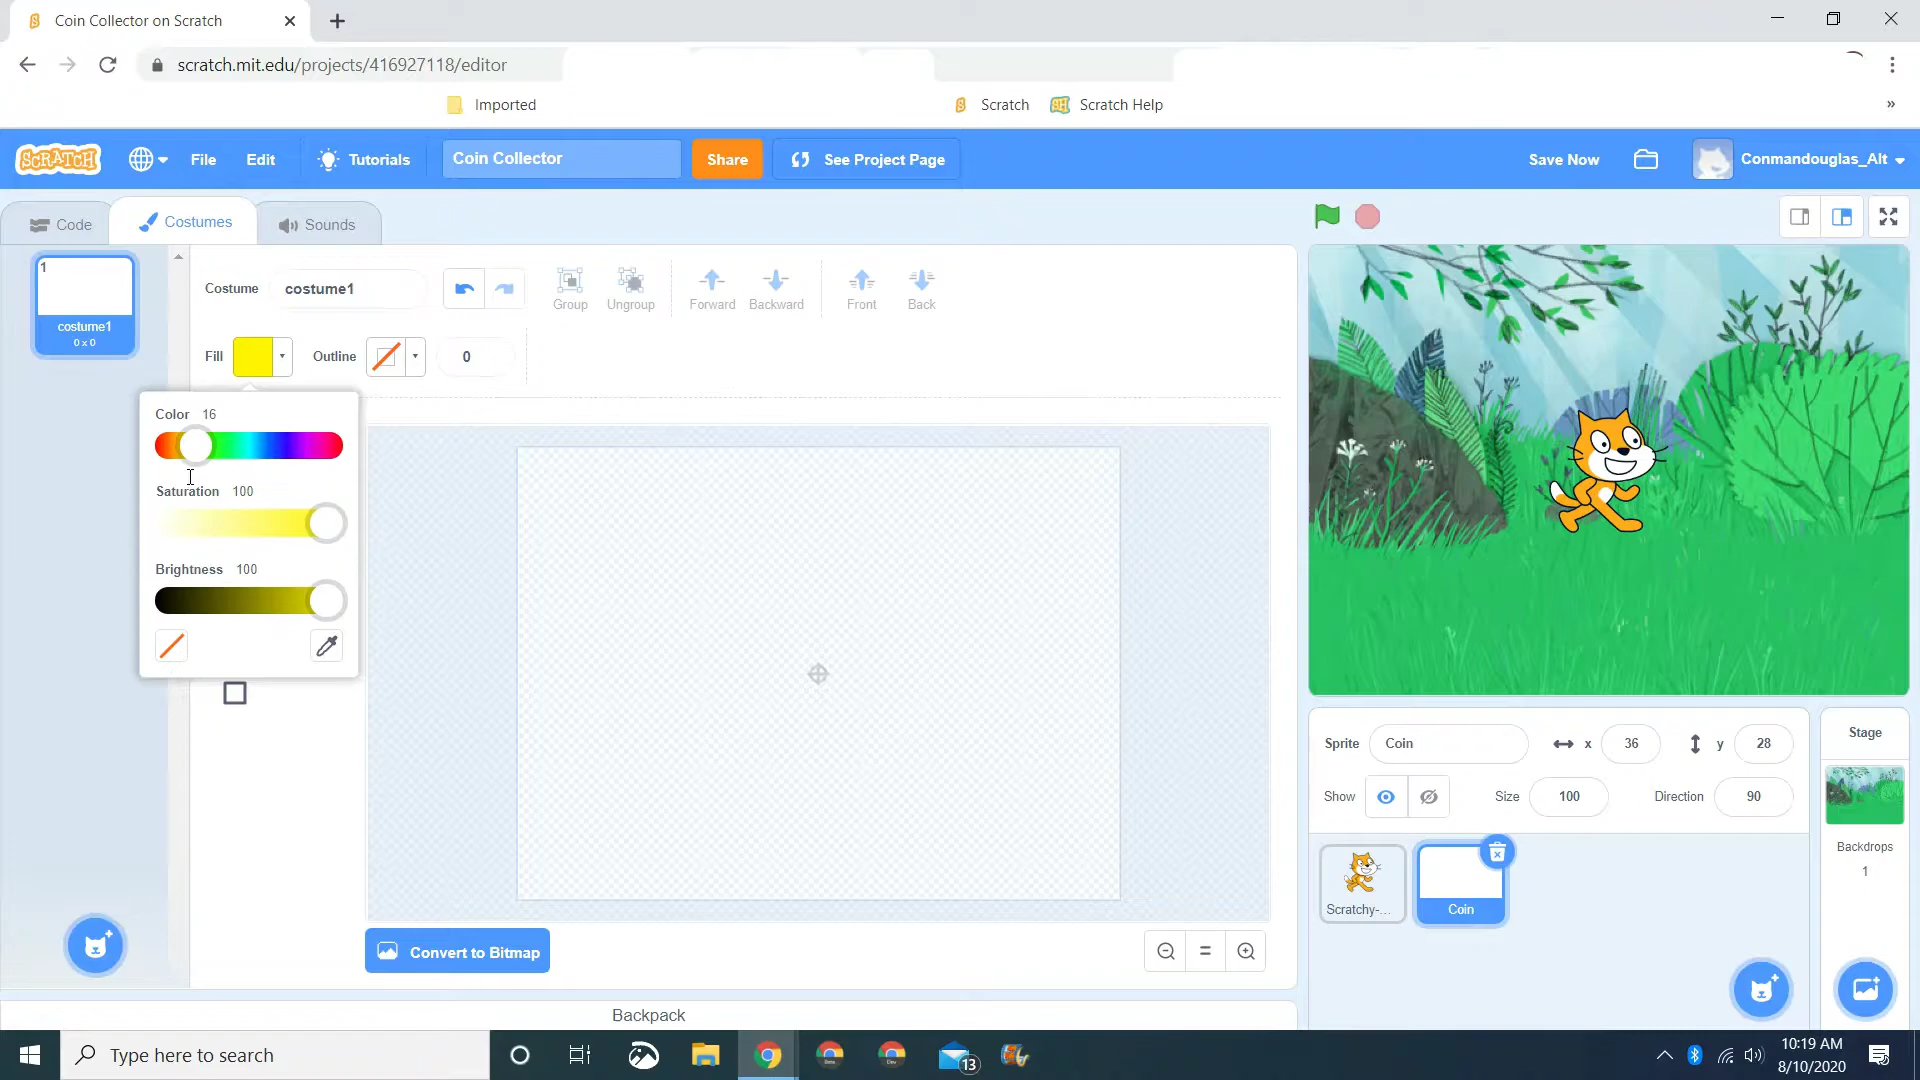 Coin Collector on Scratch
scratch.mit.edu/projects/416927118/editor
Imported
Scratch
Scratch Help
»
SCRATCH
File
Edit
Tutorials
Coin Collector
Share
See Project Page
Save Now
Conmandouglas_Alt
Code
Costumes
Sounds
1
costume1
0 x 0
Costume
costume1
Group
Ungroup
Forward
Backward
Front
Back
Fill
Outline
0
Color 16
Saturation 100
Brightness 100
Convert to Bitmap
Backpack
Sprite
Coin
x
36
y
28
Show
Size
100
Direction
90
Scratchy-...
Coin
Stage
Backdrops
1
Type here to search
13
10:19 AM
8/10/2020